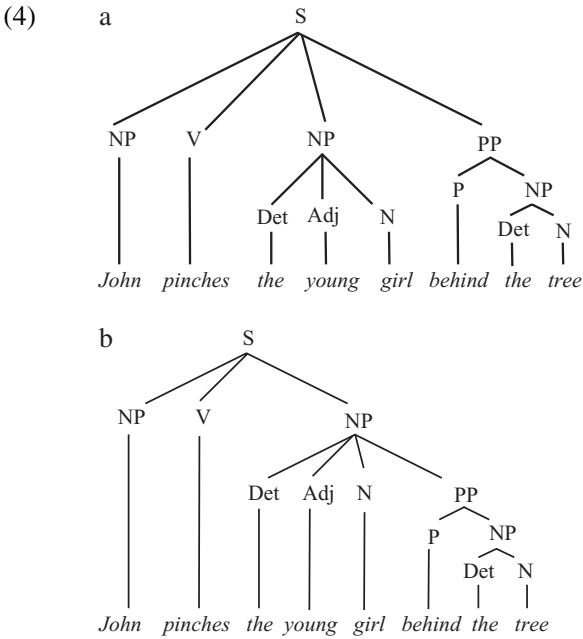 (4) a S
NP V NP PP
P NP
Det Adj N Det N
John pinches the young girl behind the tree
b S
NP V NP
Det Adj N PP
P NP
Det N
John pinches the young girl behind the tree